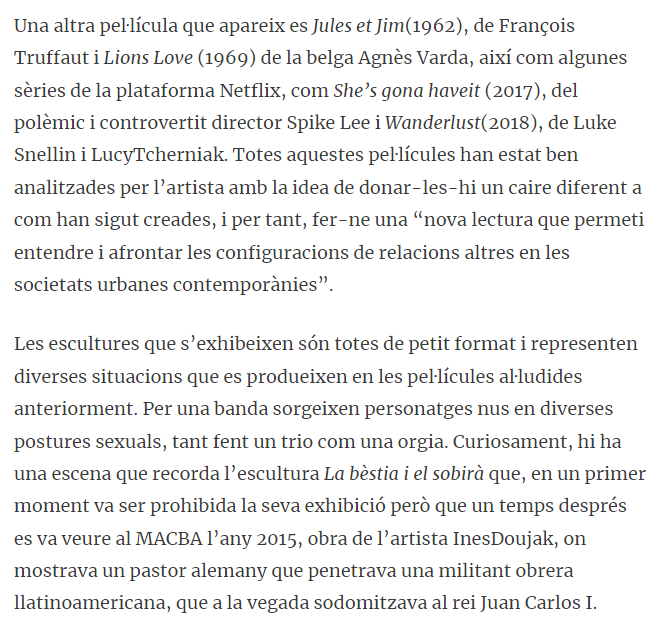 Una altra pel·lícula que apareix es Jules et Jim(1962), de François
Truffaut i Lions Love (1969) de la belga Agnès Varda, així com algunes
sèries de la plataforma Netflix, com She’s gona haveit (2017), del
polèmic i controvertit director Spike Lee i Wanderlust(2018), de Luke
Snellin i LucyTcherniak. Totes aquestes pel·lícules han estat ben
analitzades per l’artista amb la idea de donar-les-hi un caire diferent a
com han sigut creades, i per tant, fer-ne una “nova lectura que permeti
entendre i afrontar les configuracions de relacions altres en les
societats urbanes contemporànies”.
Les escultures que s’exhibeixen són totes de petit format i representen
diverses situacions que es produeixen en les pel·lícules al·ludides
anteriorment. Per una banda sorgeixen personatges nus en diverses
postures sexuals, tant fent un trio com una orgia. Curiosament, hi ha
una escena que recorda l’escultura La bèstia i el sobirà que, en un primer
moment va ser prohibida la seva exhibició però que un temps després
es va veure al MACBA l’any 2015, obra de l’artista InesDoujak, on
mostrava un pastor alemany que penetrava una militant obrera
llatinoamericana, que a la vegada sodomitzava al rei Juan Carlos I.